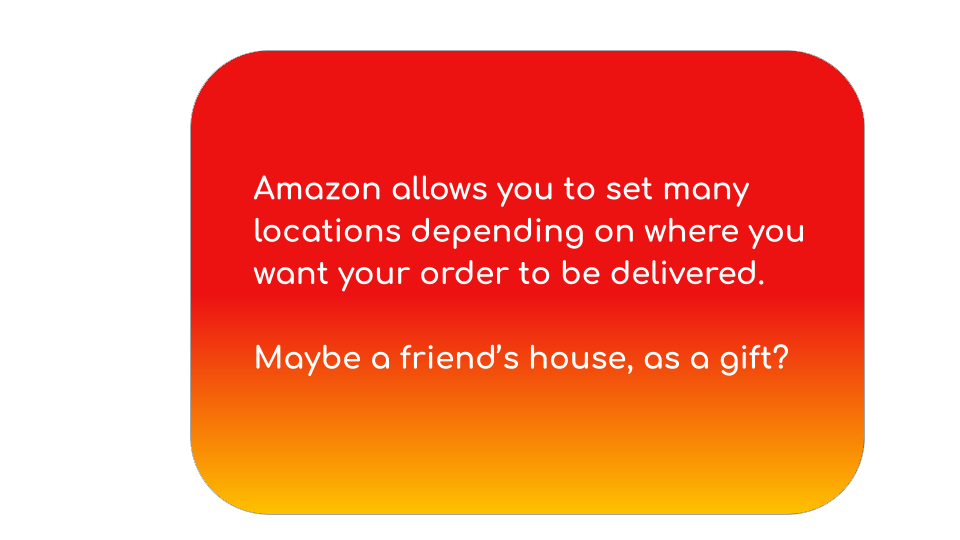 Amazon allows you to set many
locations depending on where you
want your order to be delivered.
Maybe a friend’s house, as a gift?